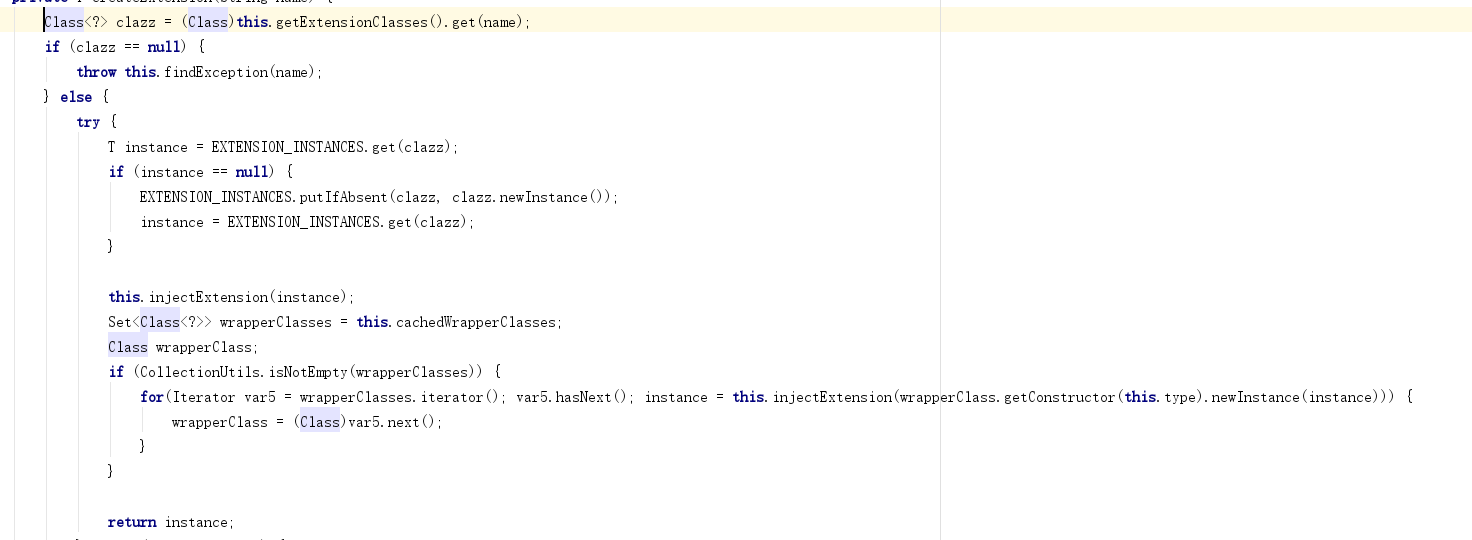 createExtension(String name) {
Class<?> clazz = (Class)this.getExtensionClasses().get(name);
if (clazz == null) {
throw this.findException(name);
} else {
try {
T instance = EXTENSION_INSTANCES.get(clazz);
if (instance == null) {
EXTENSION_INSTANCES.putIfAbsent(clazz, clazz.newInstance());
instance = EXTENSION_INSTANCES.get(clazz);
}
this.injectExtension(instance);
Set<Class<?>> wrapperClasses = this.cachedWrapperClasses;
Class wrapperClass;
if (CollectionUtils.isNotEmpty(wrapperClasses)) {
for(Iterator var5 = wrapperClasses.iterator(); var5.hasNext(); instance = this.injectExtension(wrapperClass.getConstructor(this.type).newInstance(instance))) {
wrapperClass = (Class)var5.next();
}
}
return instance;